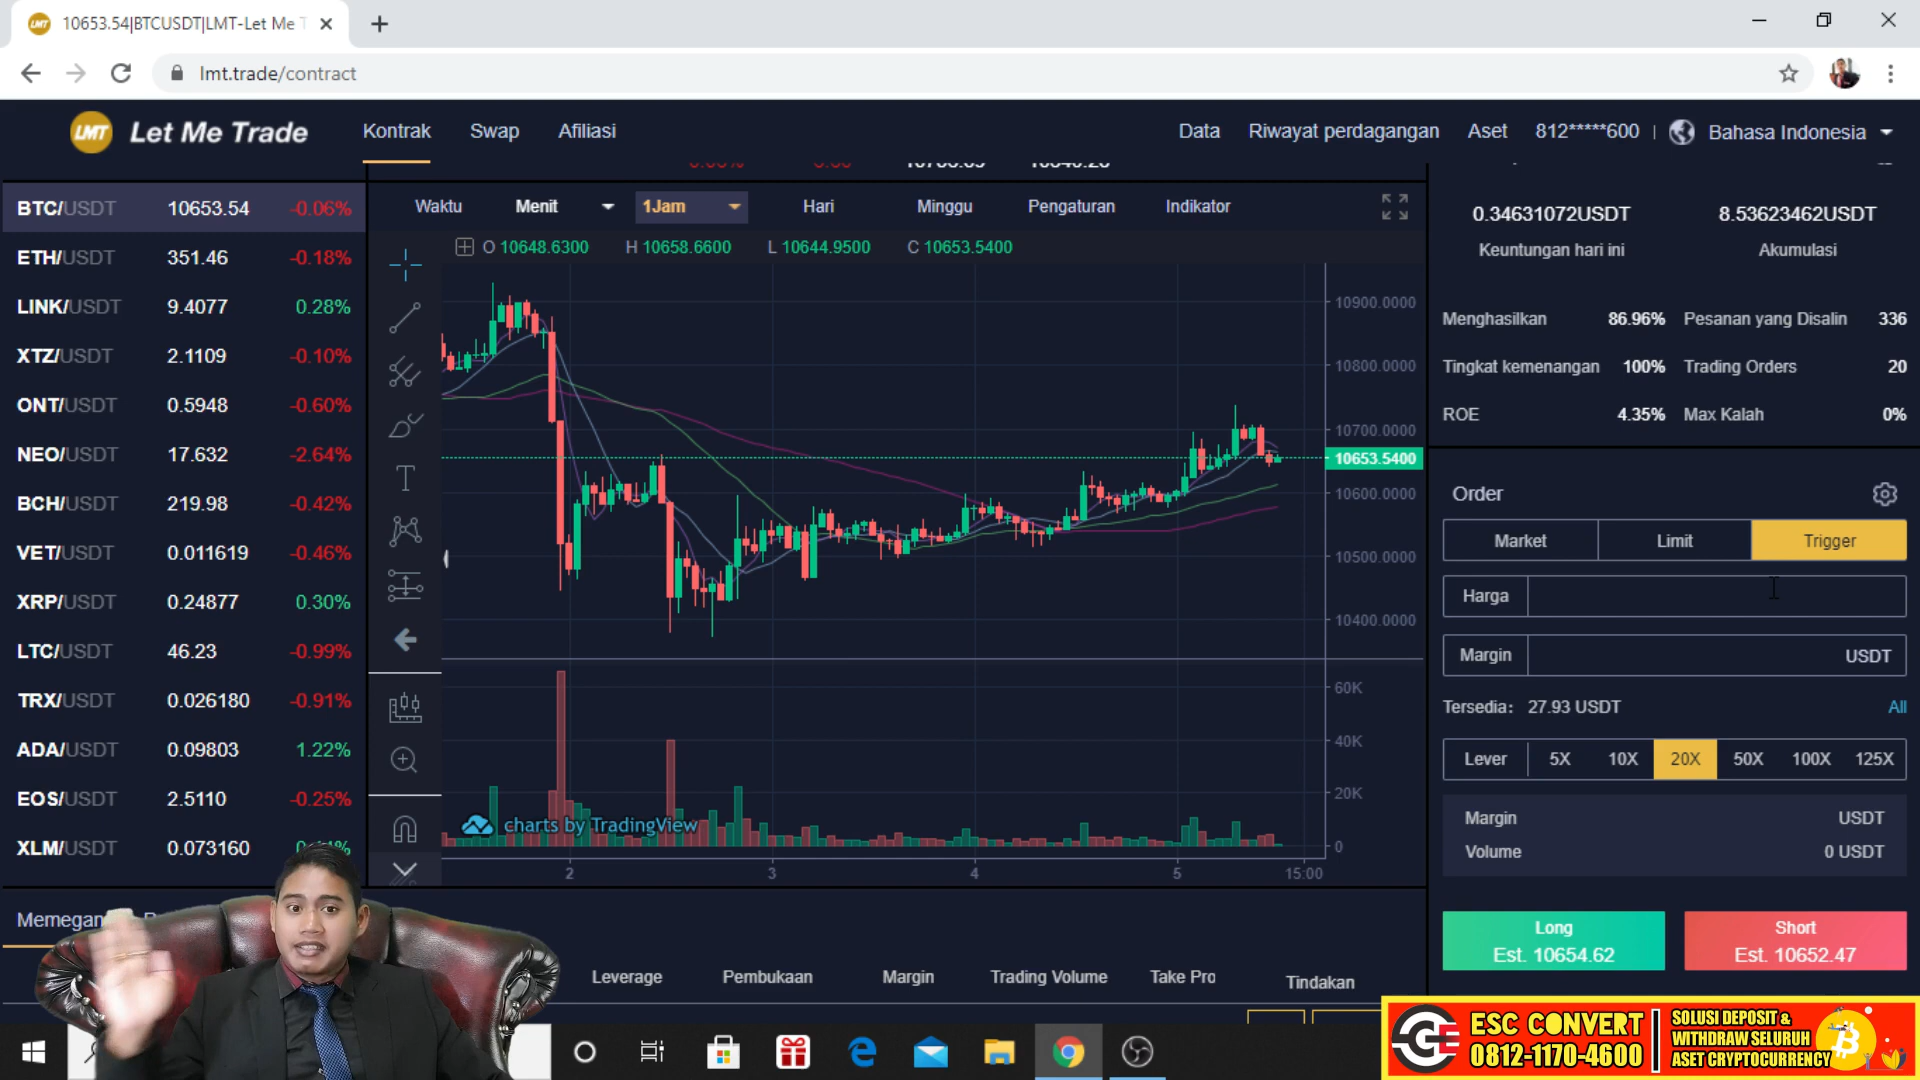 10653.54|BTCUSDT|LMT-Let Me T
lmt.trade/contract
LMT Let Me Trade
Kontrak
Swap
Afiliasi
Data
Riwayat perdagangan
Aset
812*****600
Bahasa Indonesia
BTC/USDT 10653.54 -0.06%
ETH/USDT 351.46 -0.18%
LINK/USDT 9.4077 0.28%
XTZ/USDT 2.1109 -0.10%
ONT/USDT 0.5948 -0.60%
NEO/USDT 17.632 -2.64%
BCH/USDT 219.98 -0.42%
VET/USDT 0.011619 -0.46%
XRP/USDT 0.24877 0.30%
LTC/USDT 46.23 -0.99%
TRX/USDT 0.026180 -0.91%
ADA/USDT 0.09803 1.22%
EOS/USDT 2.5110 -0.25%
XLM/USDT 0.073160
Waktu Menit 1Jam Hari Minggu Pengaturan Indikator
O 10648.6300 H 10658.6600 L 10644.9500 C 10653.5400
10900.0000
10800.0000
10700.0000
10653.5400
10600.0000
10500.0000
10400.0000
60K
40K
20K
0
charts by TradingView
2 3 4 5 15:00
0.34631072USDT 8.53623462USDT
Keuntungan hari ini Akumulasi
Menghasilkan 86.96% Pesanan yang Disalin 336
Tingkat kemenangan 100% Trading Orders 20
ROE 4.35% Max Kalah 0%
Order
Market Limit Trigger
Harga
Margin USDT
Tersedia: 27.93 USDT All
Lever 5X 10X 20X 50X 100X 125X
Margin USDT
Volume 0 USDT
Long Short
Est. 10654.62 Est. 10652.47
Leverage Pembukaan Margin Trading Volume Take Pro Tindakan
ESC CONVERT
0812-1170-4600
SOLUSI DEPOSIT &
WITHDRAW SELURUH
ASET CRYPTOCURRENCY